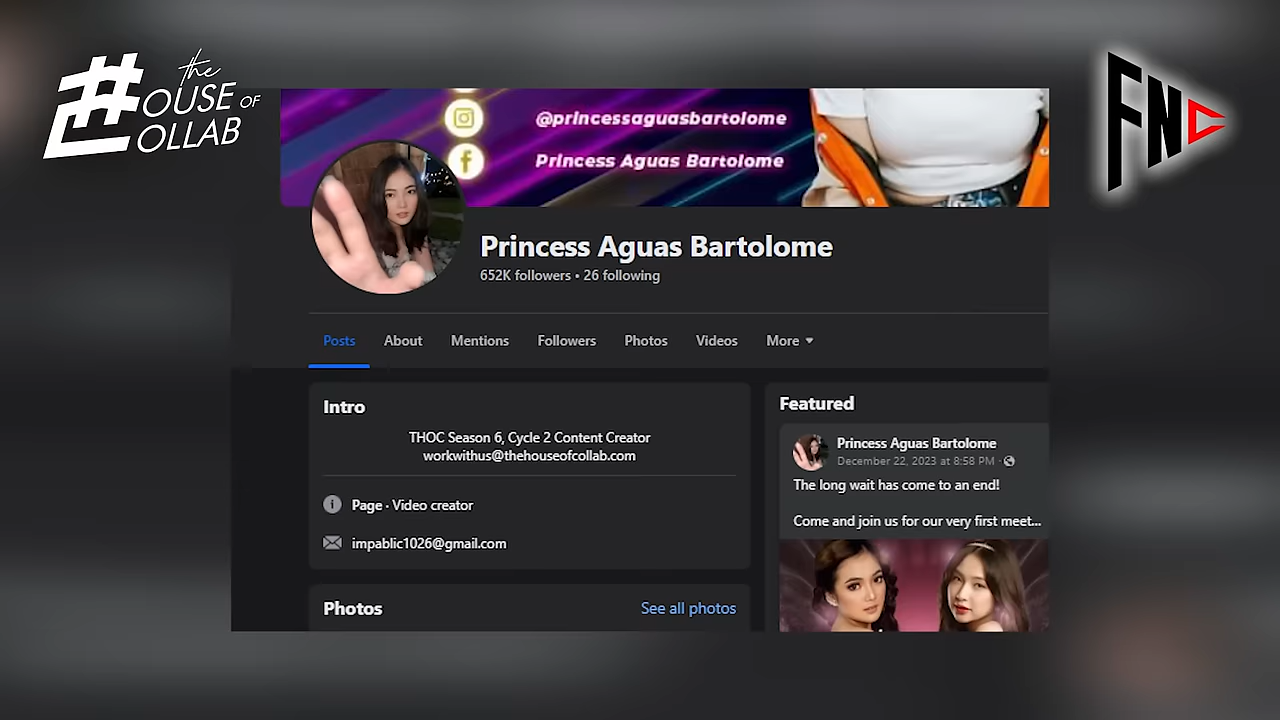 the
#HOUSE OF
COLLAB
FNC
@princessaguasbartolome
Princess Aguas Bartolome
Princess Aguas Bartolome
652K followers • 26 following
Posts About Mentions Followers Photos Videos More
Intro
THOC Season 6, Cycle 2 Content Creator
workwithus@thehouseofcollab.com
Page · Video creator
impablic1026@gmail.com
Photos See all photos
Featured
Princess Aguas Bartolome
December 22, 2023 at 8:58 PM ·
The long wait has come to an end!
Come and join us for our very first meet...